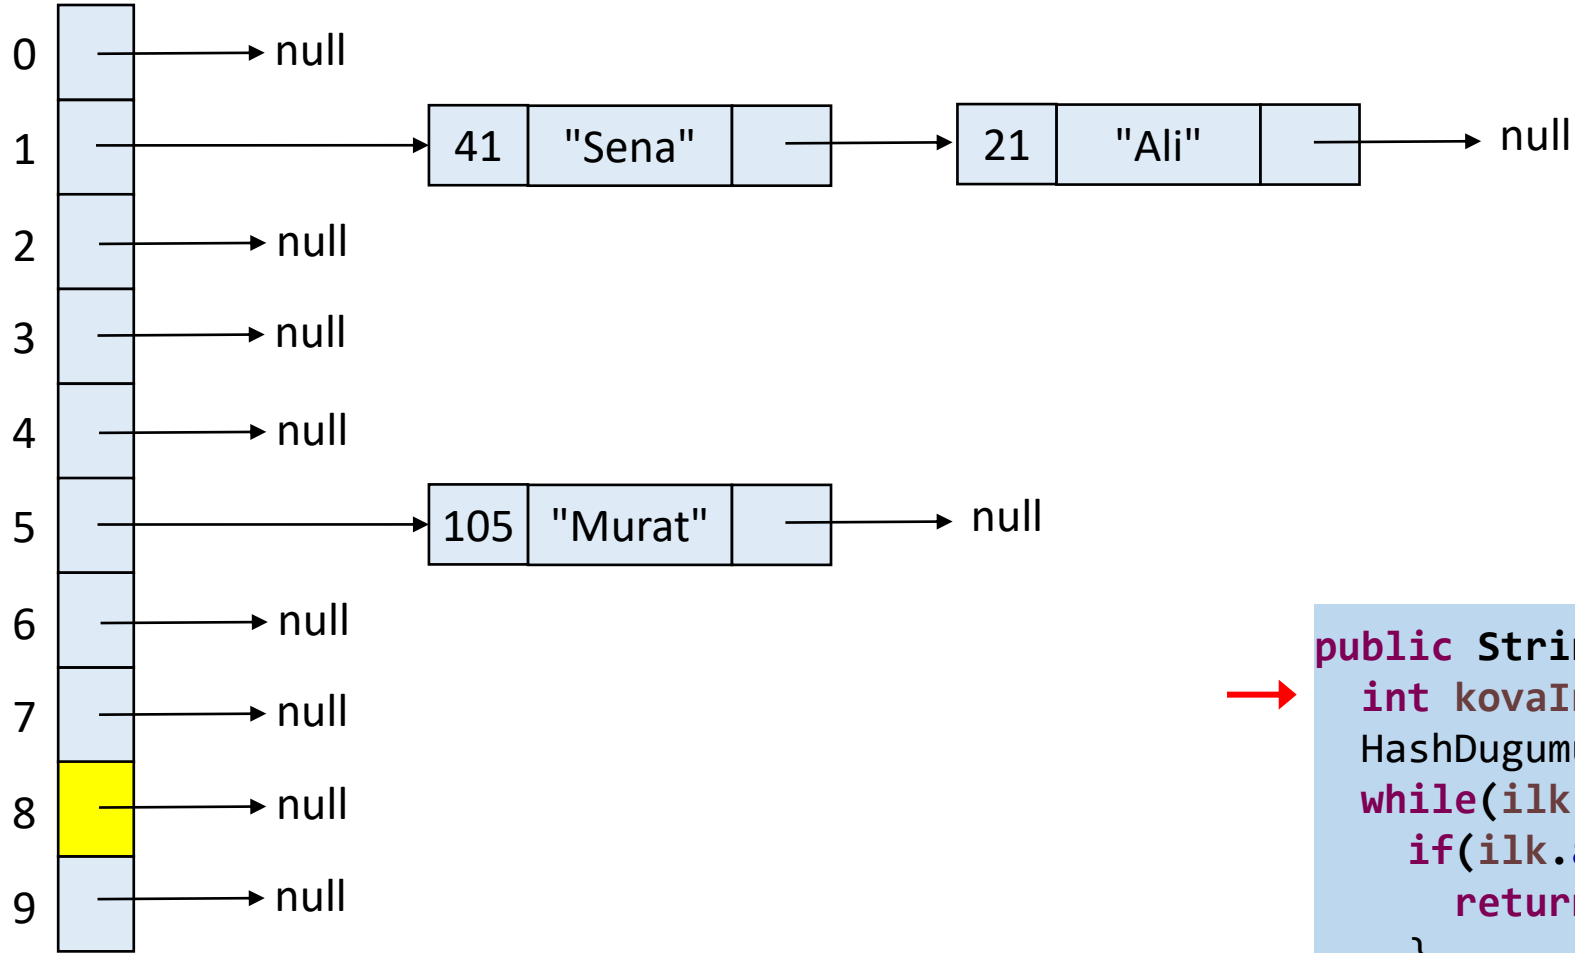 0 null
1 41 "Sena" 21 "Ali" null
2 null
3 null
4 null
5 105 "Murat" null
6 null
public
7 null
int
while(ilk
8 null
if(ilk.
9 null
}